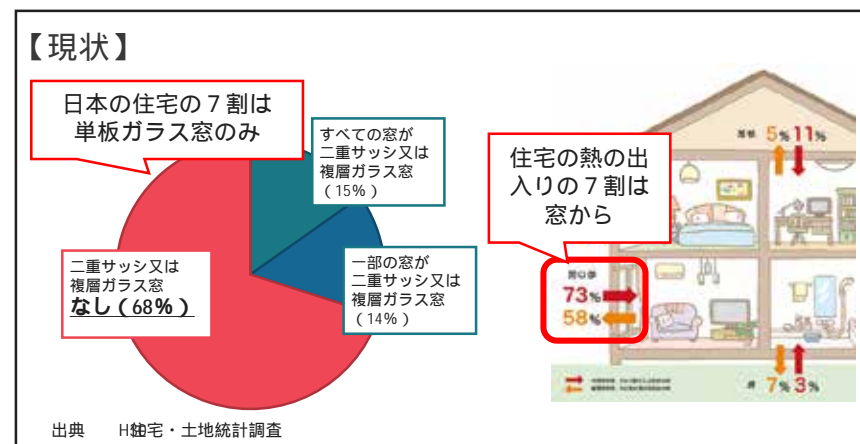 【現状】
日本の住宅の７割は
単板ガラス窓のみ
すべての窓が
二重サッシ又は
複層ガラス窓
（15%）
二重サッシ又は
複層ガラス窓
なし（68%）
一部の窓が
二重サッシ又は
複層ガラス窓
（14%）
住宅の熱の出
入りの７割は
窓から
5% 11%
開口部
73%
58%
床 7% 3%
出典 住宅・土地統計調査